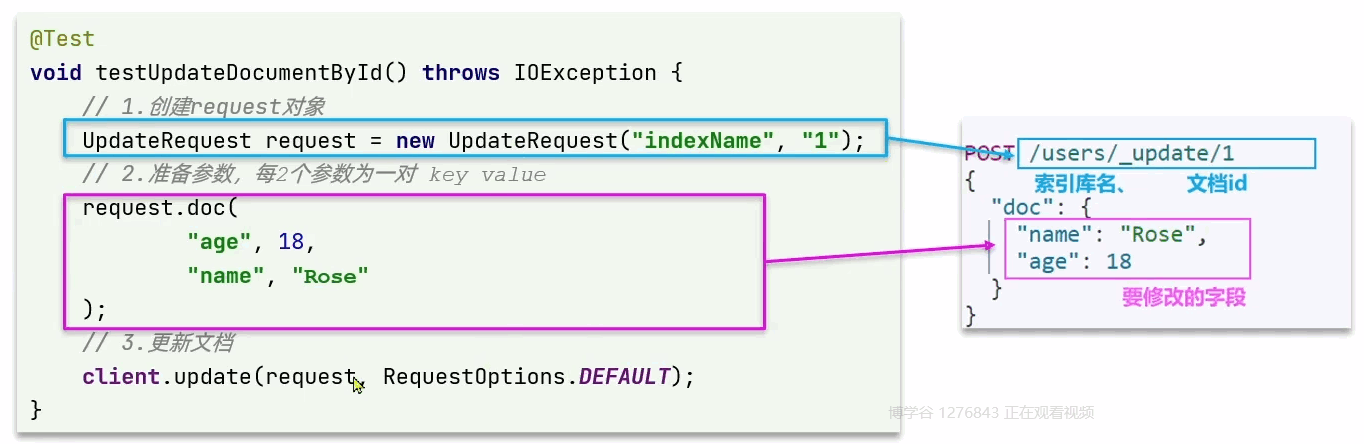 @Test
void testUpdateDocumentById() throws IOException {
// 1.创建request对象
UpdateRequest request = new UpdateRequest("indexName", "1");
// 2.准备参数，每2个参数为一对 key value
request.doc(
"age", 18,
"name", "Rose"
);
// 3.更新文档
client.update(request, RequestOptions.DEFAULT);
}
POST /users/_update/1
索引库名、 文档id
{
"doc": {
"name": "Rose",
"age": 18
}
要修改的字段
}
博学谷 1276843 正在观看视频